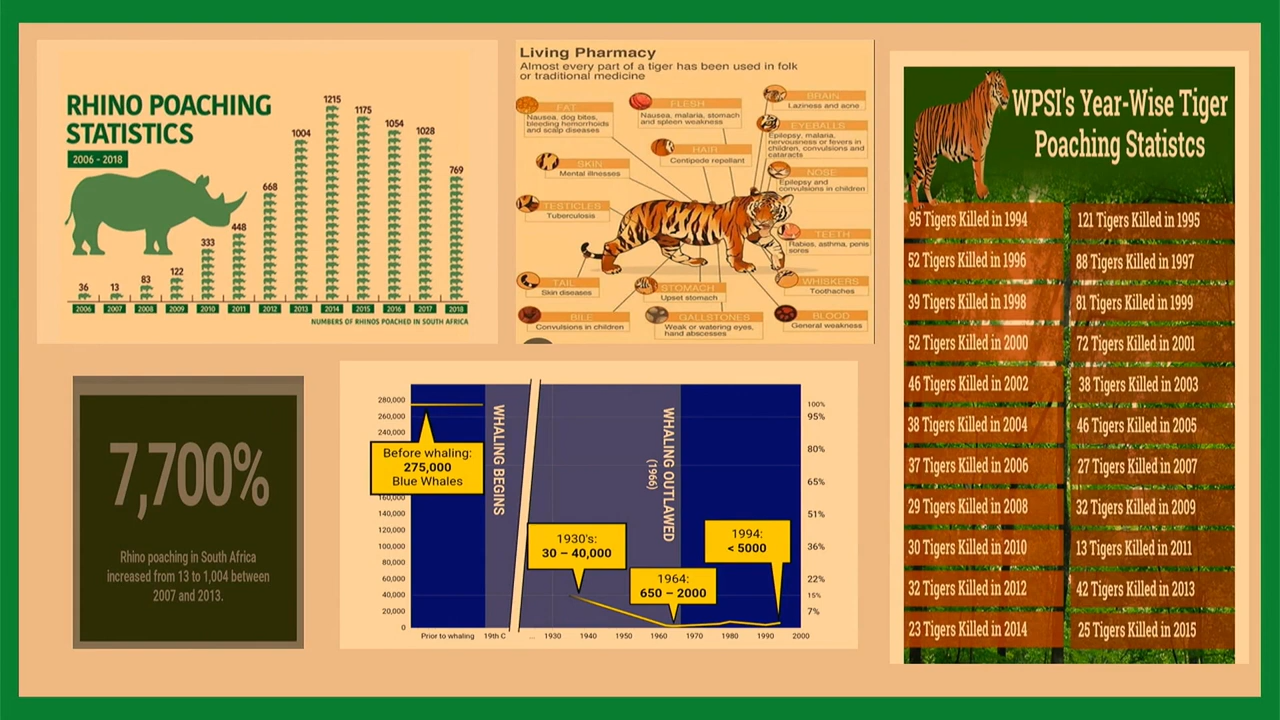 RHINO POACHING
STATISTICS
2006 - 2018
36
13
83
122
333
448
668
1004
1215
1175
1054
1028
769
2006
2007
2008
2009
2010
2011
2012
2013
2014
2015
2016
2017
2018
NUMBERS OF RHINOS POACHED IN SOUTH AFRICA
Living Pharmacy
Almost every part of a tiger has been used in folk
or traditional medicine
FAT
Nausea, dog bites,
bleeding hemorrhoids
and scalp diseases
FLESH
Nausea, malaria, stomach
and spleen weakness
BRAIN
Laziness and acne
EYEBALLS
Epilepsy, malaria,
nervousness or fevers in
children, convulsions and
cataracts
HAIR
Centipede repellant
SKIN
Mental illnesses
NOSE
Epilepsy and
convulsions in children
TESTICLES
Tuberculosis
TEETH
Rabies, asthma, penis
sores
TAIL
Skin diseases
STOMACH
Upset stomach
WHISKERS
Toothaches
BILE
Convulsions in children
GALLSTONES
Weak or watering eyes,
hand abscesses
BLOOD
General weakness
WPSI's Year-Wise Tiger
Poaching Statistcs
95 Tigers Killed in 1994
121 Tigers Killed in 1995
52 Tigers Killed in 1996
88 Tigers Killed in 1997
39 Tigers Killed in 1998
81 Tigers Killed in 1999
52 Tigers Killed in 2000
72 Tigers Killed in 2001
46 Tigers Killed in 2002
38 Tigers Killed in 2003
38 Tigers Killed in 2004
46 Tigers Killed in 2005
37 Tigers Killed in 2006
27 Tigers Killed in 2007
29 Tigers Killed in 2008
32 Tigers Killed in 2009
30 Tigers Killed in 2010
13 Tigers Killed in 2011
32 Tigers Killed in 2012
42 Tigers Killed in 2013
23 Tigers Killed in 2014
25 Tigers Killed in 2015
7,700%
Rhino poaching in South Africa
increased from 13 to 1,004 between
2007 and 2013.
280,000
260,000
240,000
160,000
140,000
120,000
100,000
80,000
60,000
40,000
20,000
0
Before whaling:
275,000
Blue Whales
WHALING BEGINS
WHALING OUTLAWED
(1966)
1930's:
30 – 40,000
1964:
650 – 2000
1994:
< 5000
100%
95%
80%
65%
51%
36%
22%
15%
7%
Prior to whaling
19th C
...
1930
1940
1950
1960
1970
1980
1990
2000